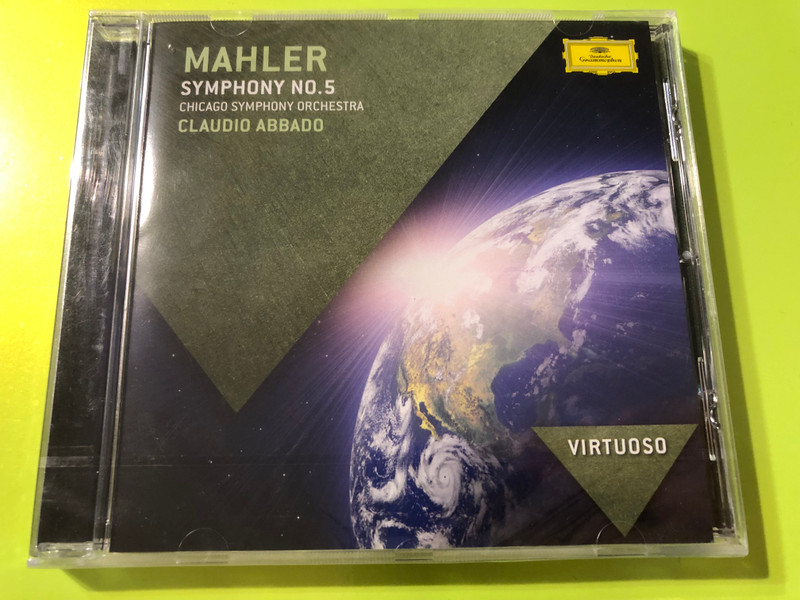 MAHLER
SYMPHONY NO.5
CHICAGO SYMPHONY ORCHESTRA
CLAUDIO ABBADO
Deutsche
Grammophon
VIRTUOSO